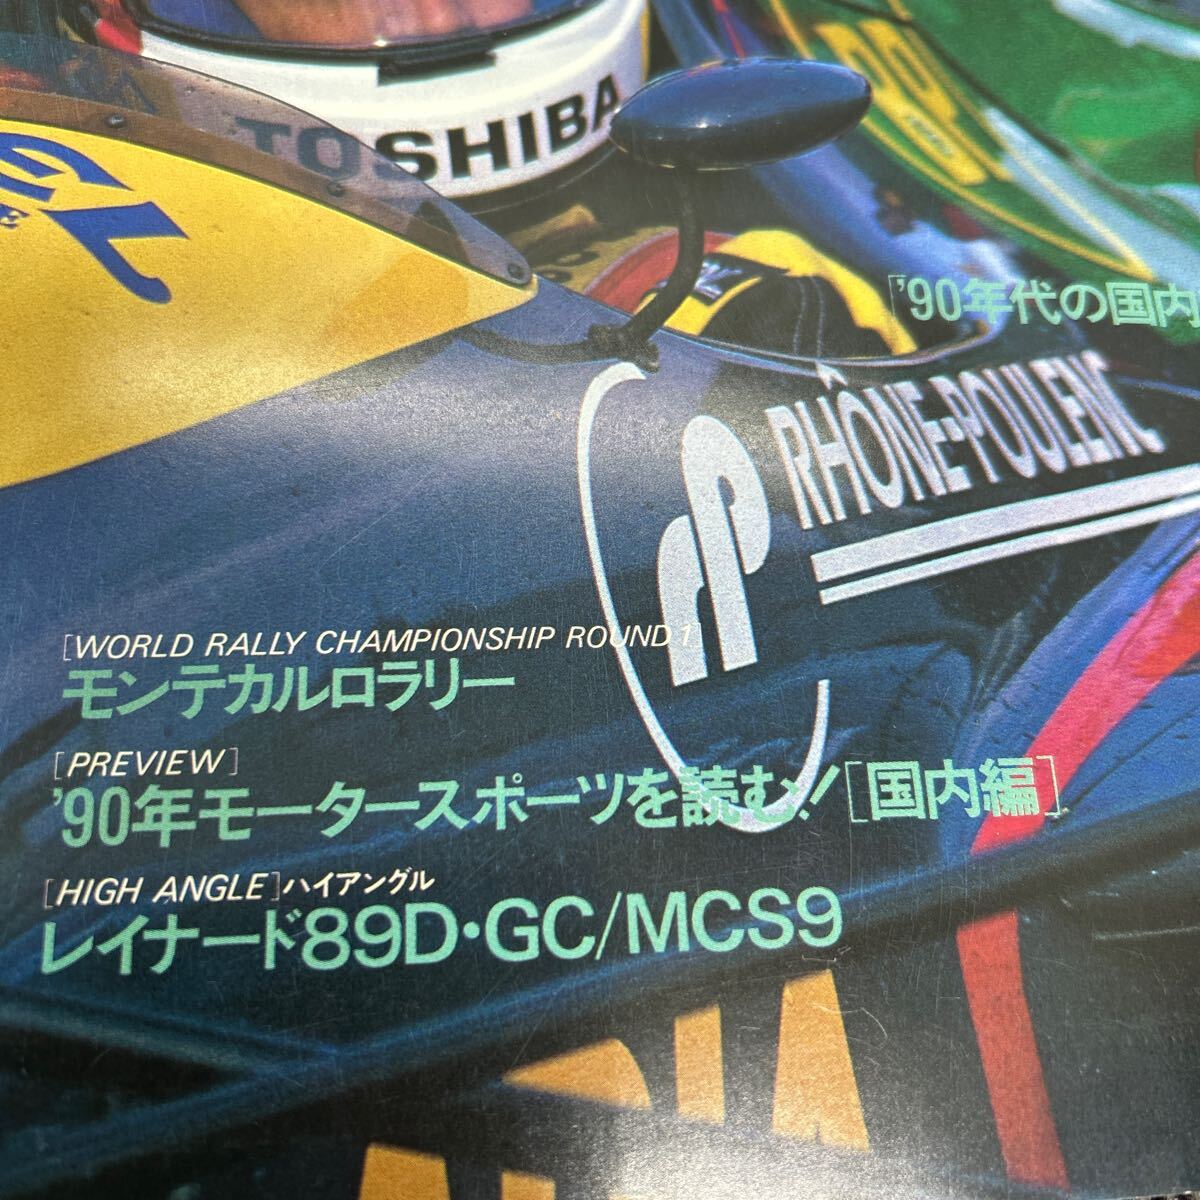 TOSHIBA
'90年代の国内
RHÔNE-POULENC
[WORLD RALLY CHAMPIONSHIP ROUND 1]
モンテカルロラリー
[PREVIEW]
'90年モータースポーツを読む! [国内編]
[HIGH ANGLE]ハイアングル
レイナード89D・GC/MCS9